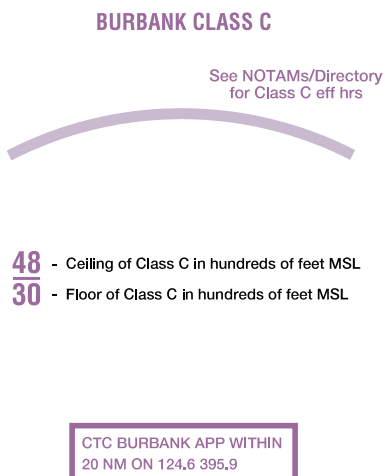 BURBANK CLASS C
See NOTAMs/Directory
for Class C eff hrs
48 - Ceiling of Class C in hundreds of feet MSL
30 - Floor of Class C in hundreds of feet MSL
CTC BURBANK APP WITHIN
20 NM ON 124.6 395.9